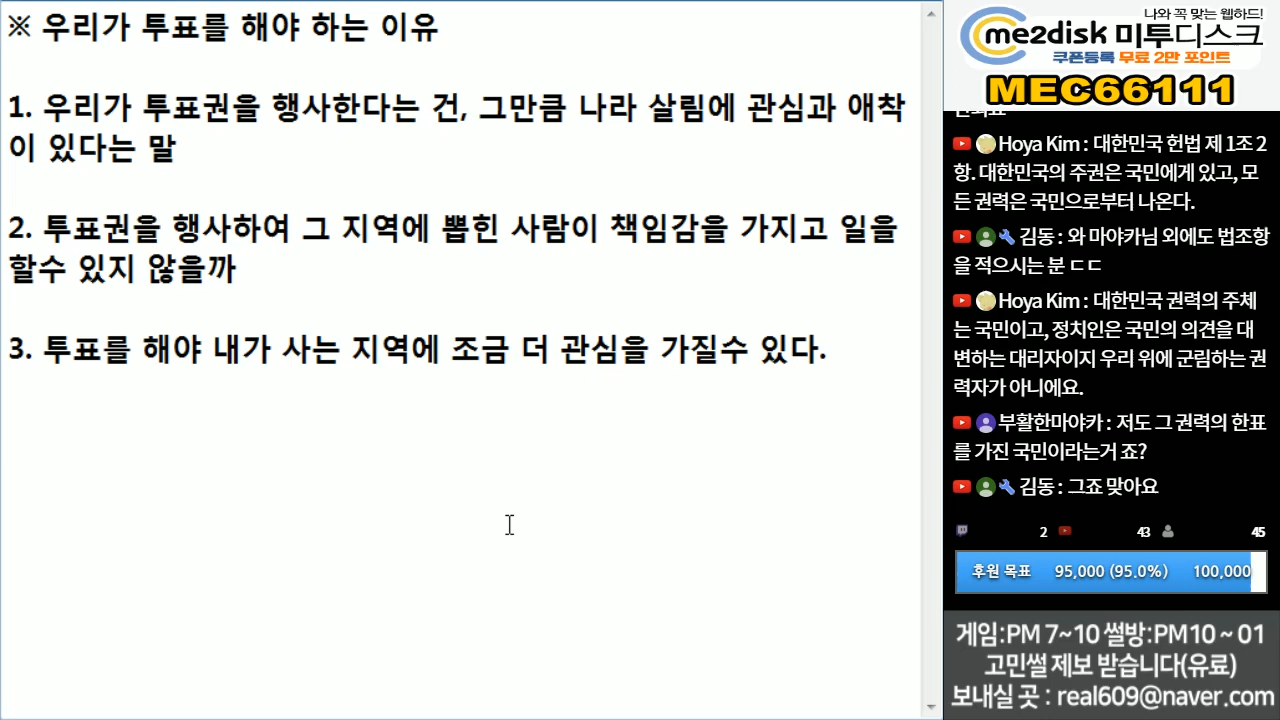 ※ 우리가 투표를 해야 하는 이유
1. 우리가 투표권을 행사한다는 건, 그만큼 나라 살림에 관심과 애착
이 있다는 말
2. 투표권을 행사하여 그 지역에 뽑힌 사람이 책임감을 가지고 일을
할수 있지 않을까
3. 투표를 해야 내가 사는 지역에 조금 더 관심을 가질수 있다.
나와 꼭 맞는 웹하드!
me2disk 미투디스크
쿠폰등록 무료 2만 포인트
MEC66111
Hoya Kim : 대한민국 헌법 제 1조 2
항. 대한민국의 주권은 국민에게 있고, 모
든 권력은 국민으로부터 나온다.
김동 : 와 마야카님 외에도 법조항
을 적으시는 분 ㄷㄷ
Hoya Kim : 대한민국 권력의 주체
는 국민이고, 정치인은 국민의 의견을 대
변하는 대리자이지 우리 위에 군림하는 권
력자가 아니에요.
부활한마야카 : 저도 그 권력의 한표
를 가진 국민이라는거 죠?
김동 : 그죠 맞아요
2 43 45
후원 목표 95,000 (95.0%) 100,000
게임:PM 7~10 썰방:PM10 ~ 01
고민썰 제보 받습니다(유료)
보내실 곳 : real609@naver.com